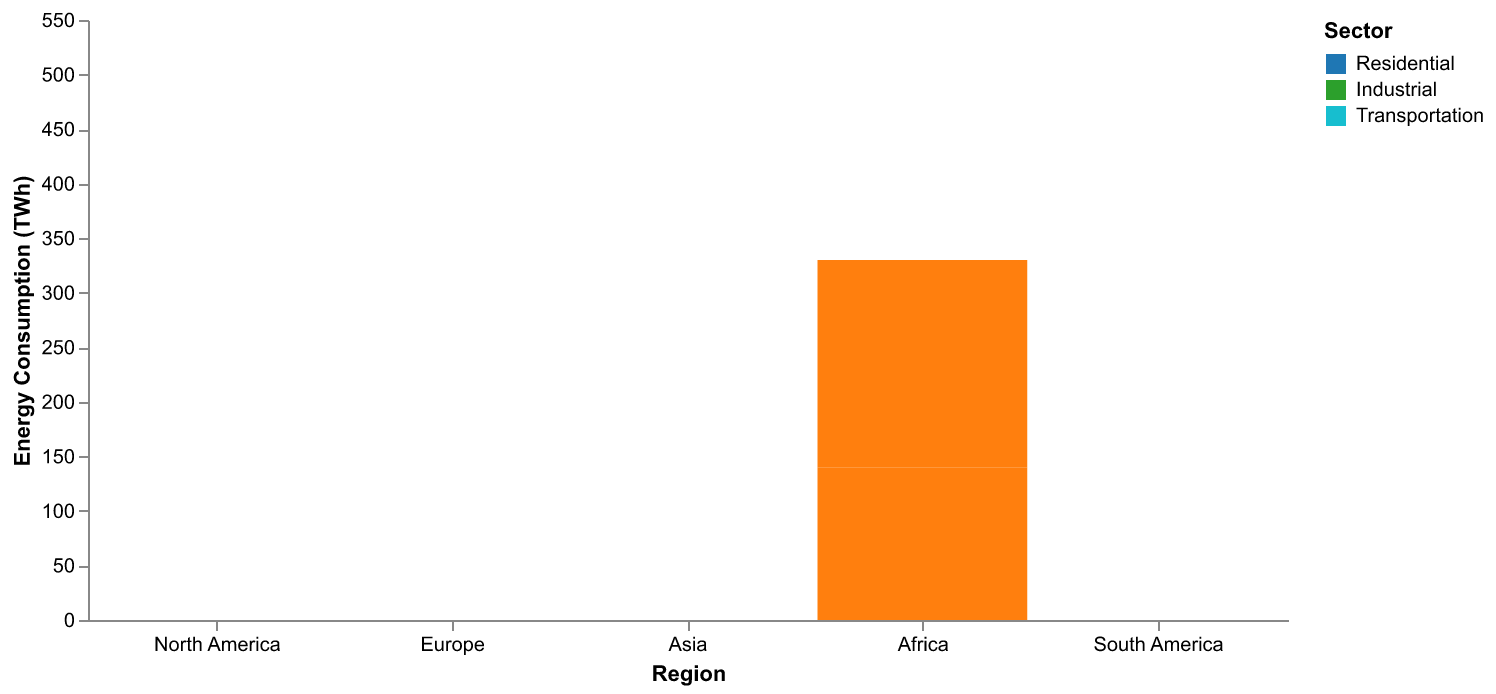 550
500
450
400
350
300
250
200
150
100
50
0
Energy Consumption (TWh)
North America
Europe
Asia
Africa
South America
Region
Sector
Residential
Industrial
Transportation